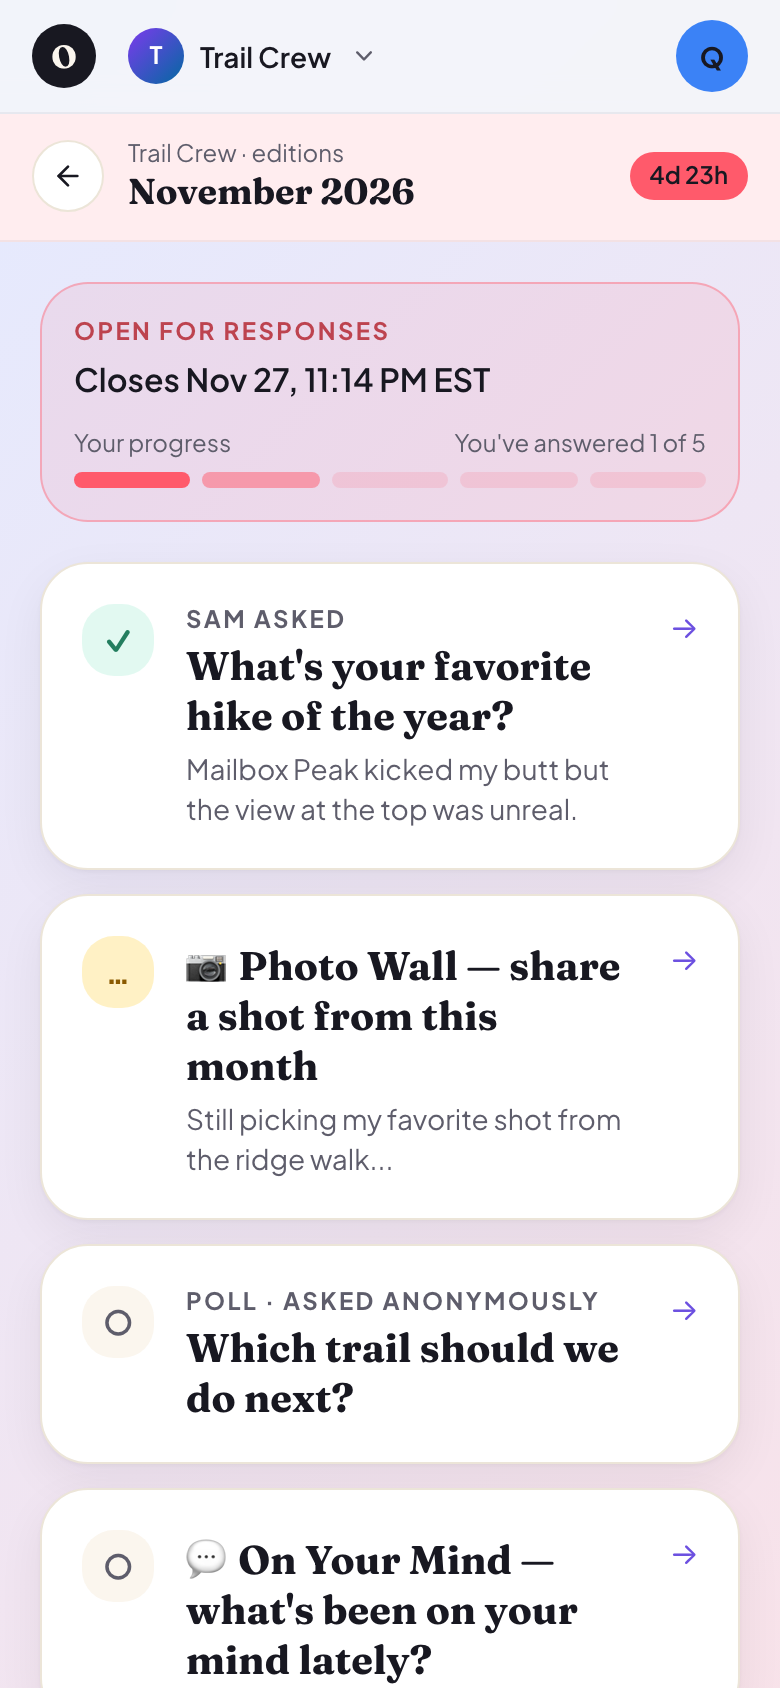 O
T
Trail Crew
Q
Trail Crew · editions
November 2026
4d 23h
OPEN FOR RESPONSES
Closes Nov 27, 11:14 PM EST
Your progress
You've answered 1 of 5
SAM ASKED
What's your favorite
hike of the year?
Mailbox Peak kicked my butt but
the view at the top was unreal.
...
📷 Photo Wall — share
a shot from this
month
Still picking my favorite shot from
the ridge walk...
POLL · ASKED ANONYMOUSLY
Which trail should we
do next?
💬 On Your Mind —
what's been on your
mind lately?